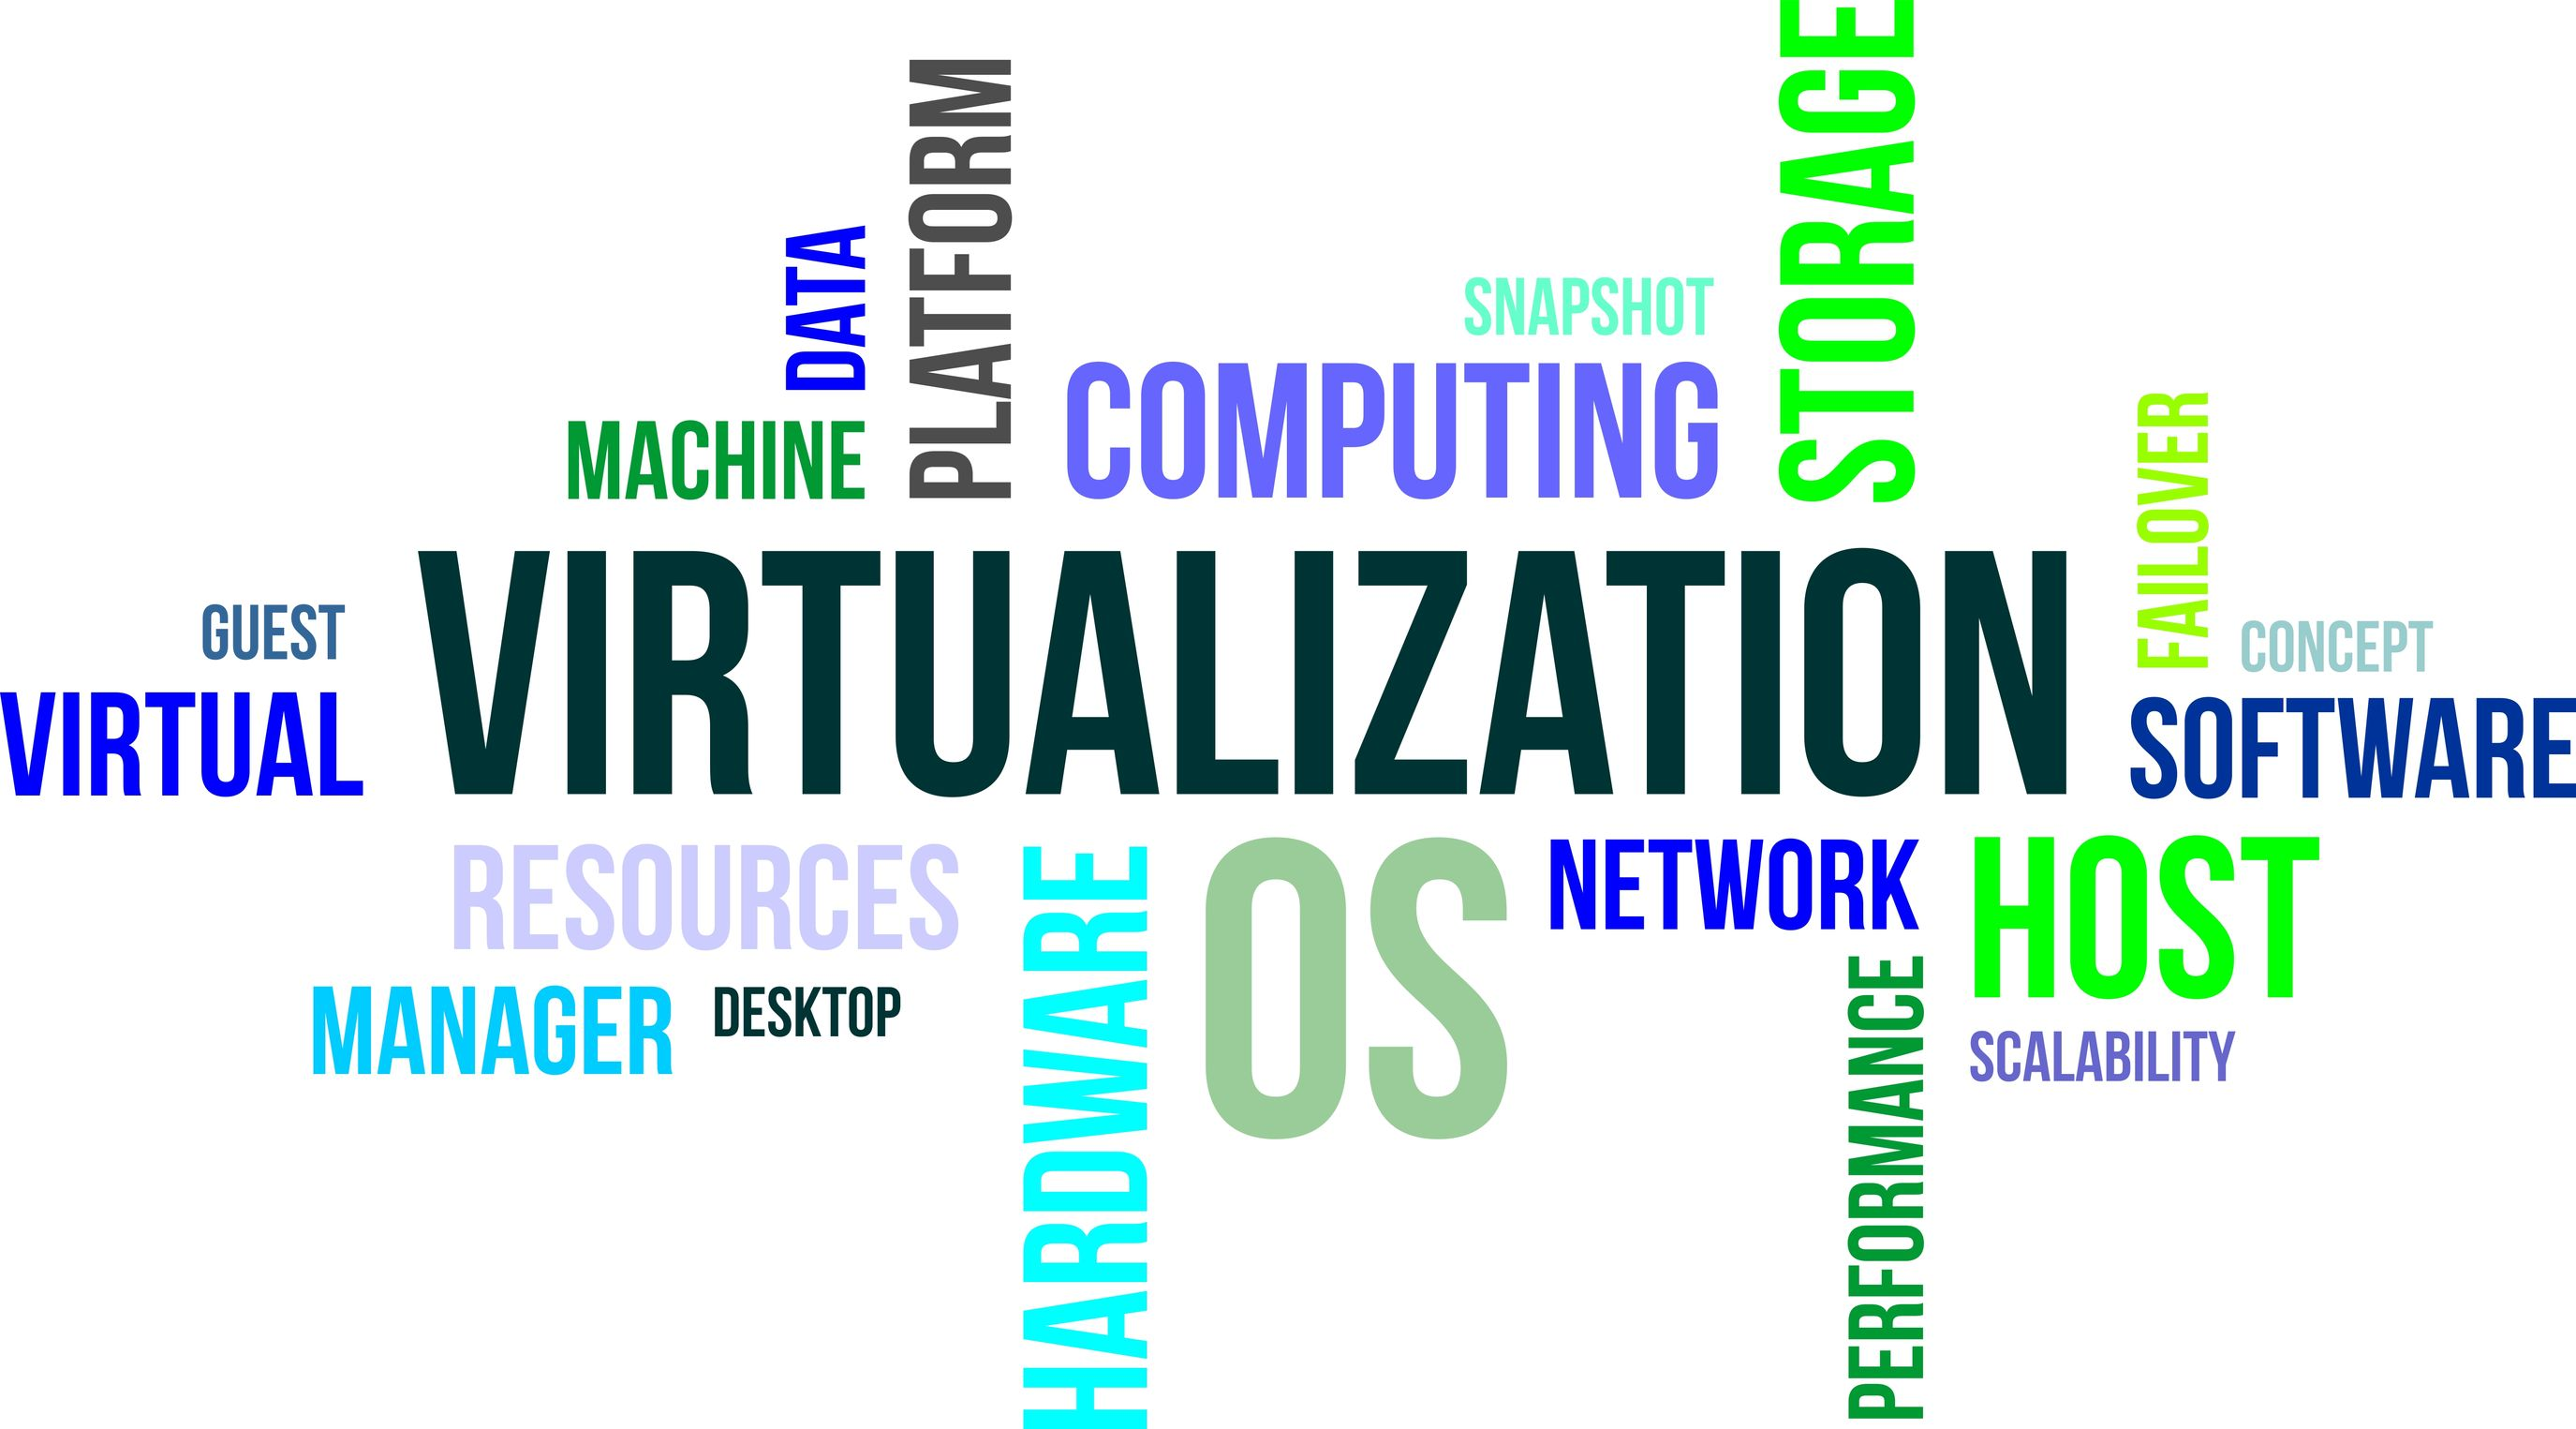 STORAGE
PLATFORM
DATA
SNAPSHOT
COMPUTING
MACHINE
FAILOVER
VIRTUALIZATION
GUEST
CONCEPT
VIRTUAL
SOFTWARE
RESOURCES
HARDWARE
OS
NETWORK
HOST
MANAGER
DESKTOP
PERFORMANCE
SCALABILITY